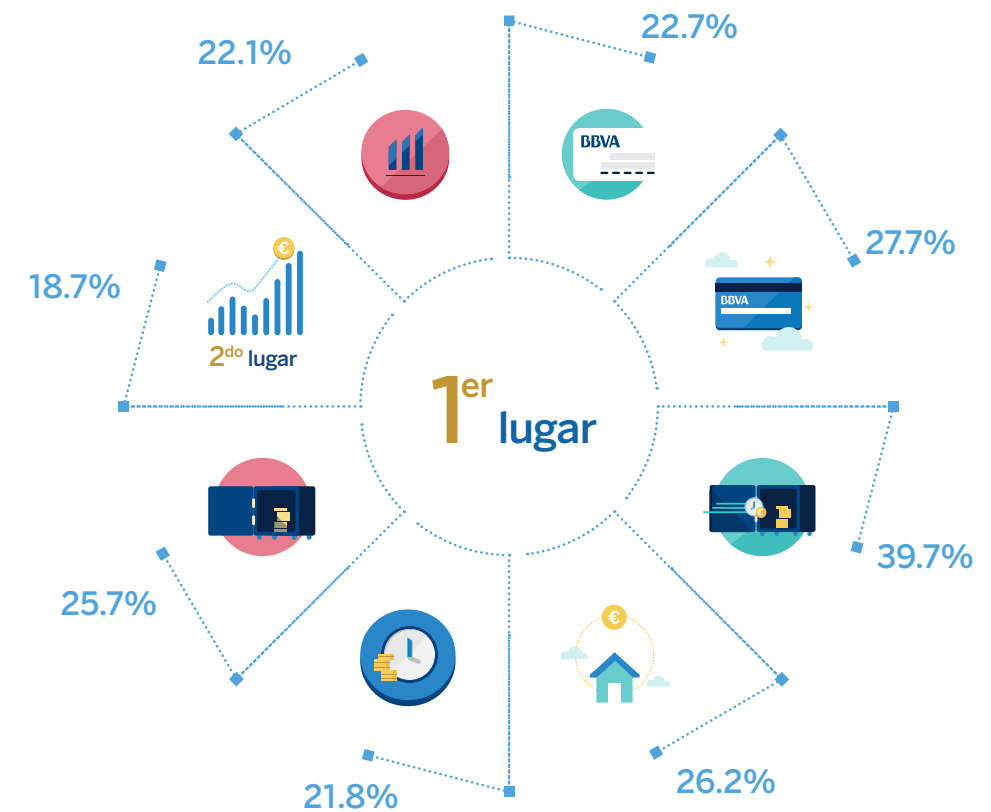 22.7%
22.1%
BBVA
27.7%
18.7%
BBVA
2do lugar
1er
lugar
39.7%
25.7%
26.2%
21.8%